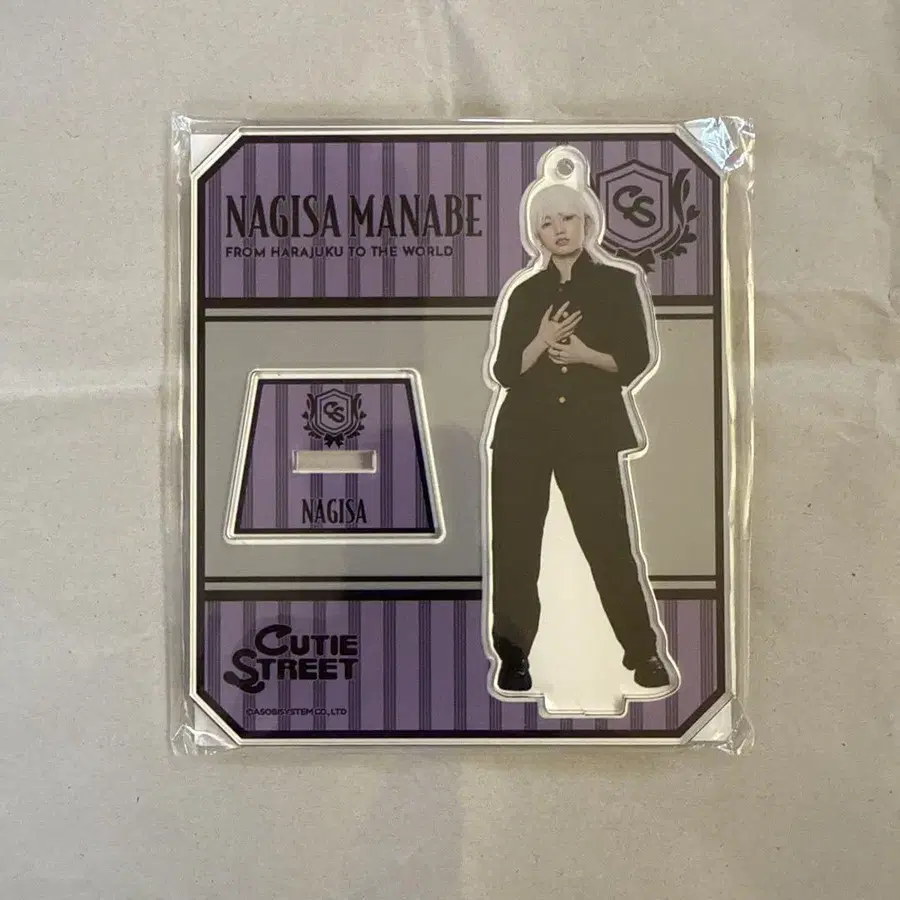 NAGISA MANABE
FROM HARAJUKU TO THE WORLD
CS
CS
NAGISA
CUTIE
STREET
©ASOBISYSTEM CO., LTD